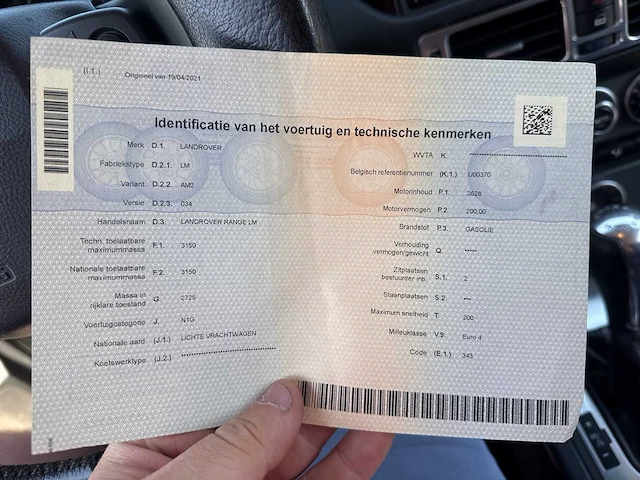 (I.1.) Origineel van 19/04/2021
Identificatie van het voertuig en technische kenmerken
Merk D.1. LANDROVER
Fabriekstype D.2.1. LM
Variant D.2.2. AM2
Versie D.2.3. 034
Handelsnaam D.3. LANDROVER RANGE LM
Techn. toelaatbare
maximummassa F.1. 3150
Nationale toelaatbare
maximummassa F.2. 3150
Massa in
rijklare toestand G. 2725
Voertuigcategorie J. N1G
Nationale aard (J.1.) LICHTE VRACHTWAGEN
Koetswerktype (J.2.) --------------------
WVTA K. --------------------
Belgisch referentienummer (K.1.) U00370
Motorinhoud P.1. 3628
Motorvermogen P.2. 200,00
Brandstof P.3. GASOLIE
Verhouding
vermogen/gewicht Q. -----
Zitplaatsen
bestuurder inb. S.1. 2
Staanplaatsen S.2. ---
Maximum snelheid T. 200
Milieuklasse V.9. Euro 4
Code (E.1.) 343